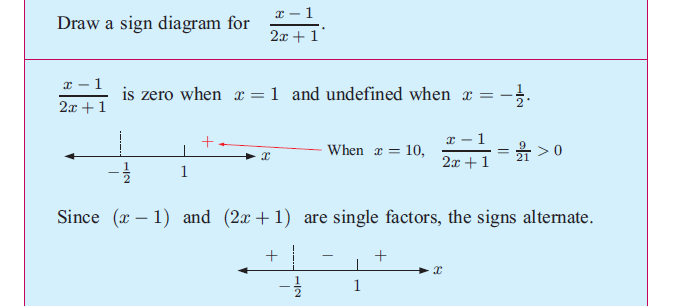 Draw a sign diagram for (x − 1)/(2x + 1).
(x − 1)/(2x + 1) is zero when x = 1 and undefined when x = −1/2.
+ When x = 10, (x − 1)/(2x + 1) = 9/21 > 0
x
−1/2 1
Since (x − 1) and (2x + 1) are single factors, the signs alternate.
+ − +
x
−1/2 1